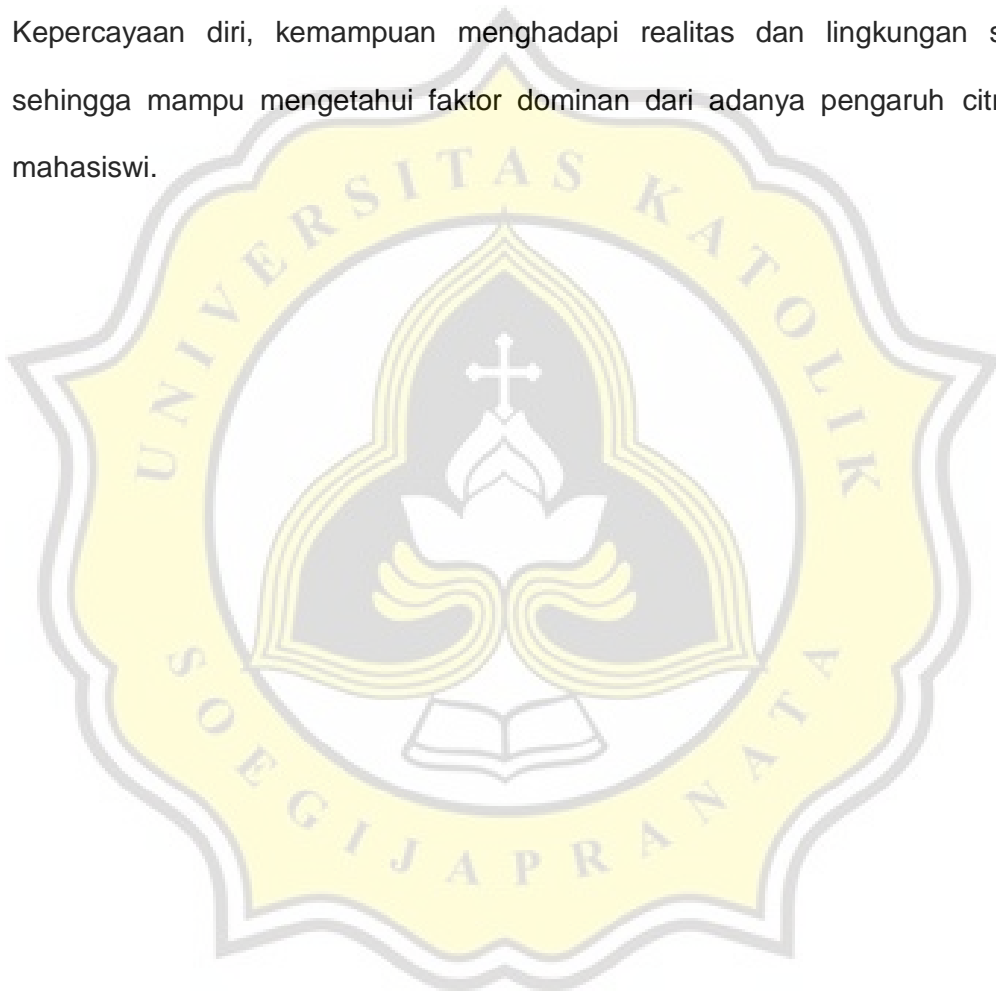 Kepercayaan diri, kemampuan menghadapi realitas dan lingkungan
sehingga mampu mengetahui faktor dominan dari adanya pengaruh
mahasiswi.
UNIVERSITAS KATOLIK
SOEGIJAPRANATA